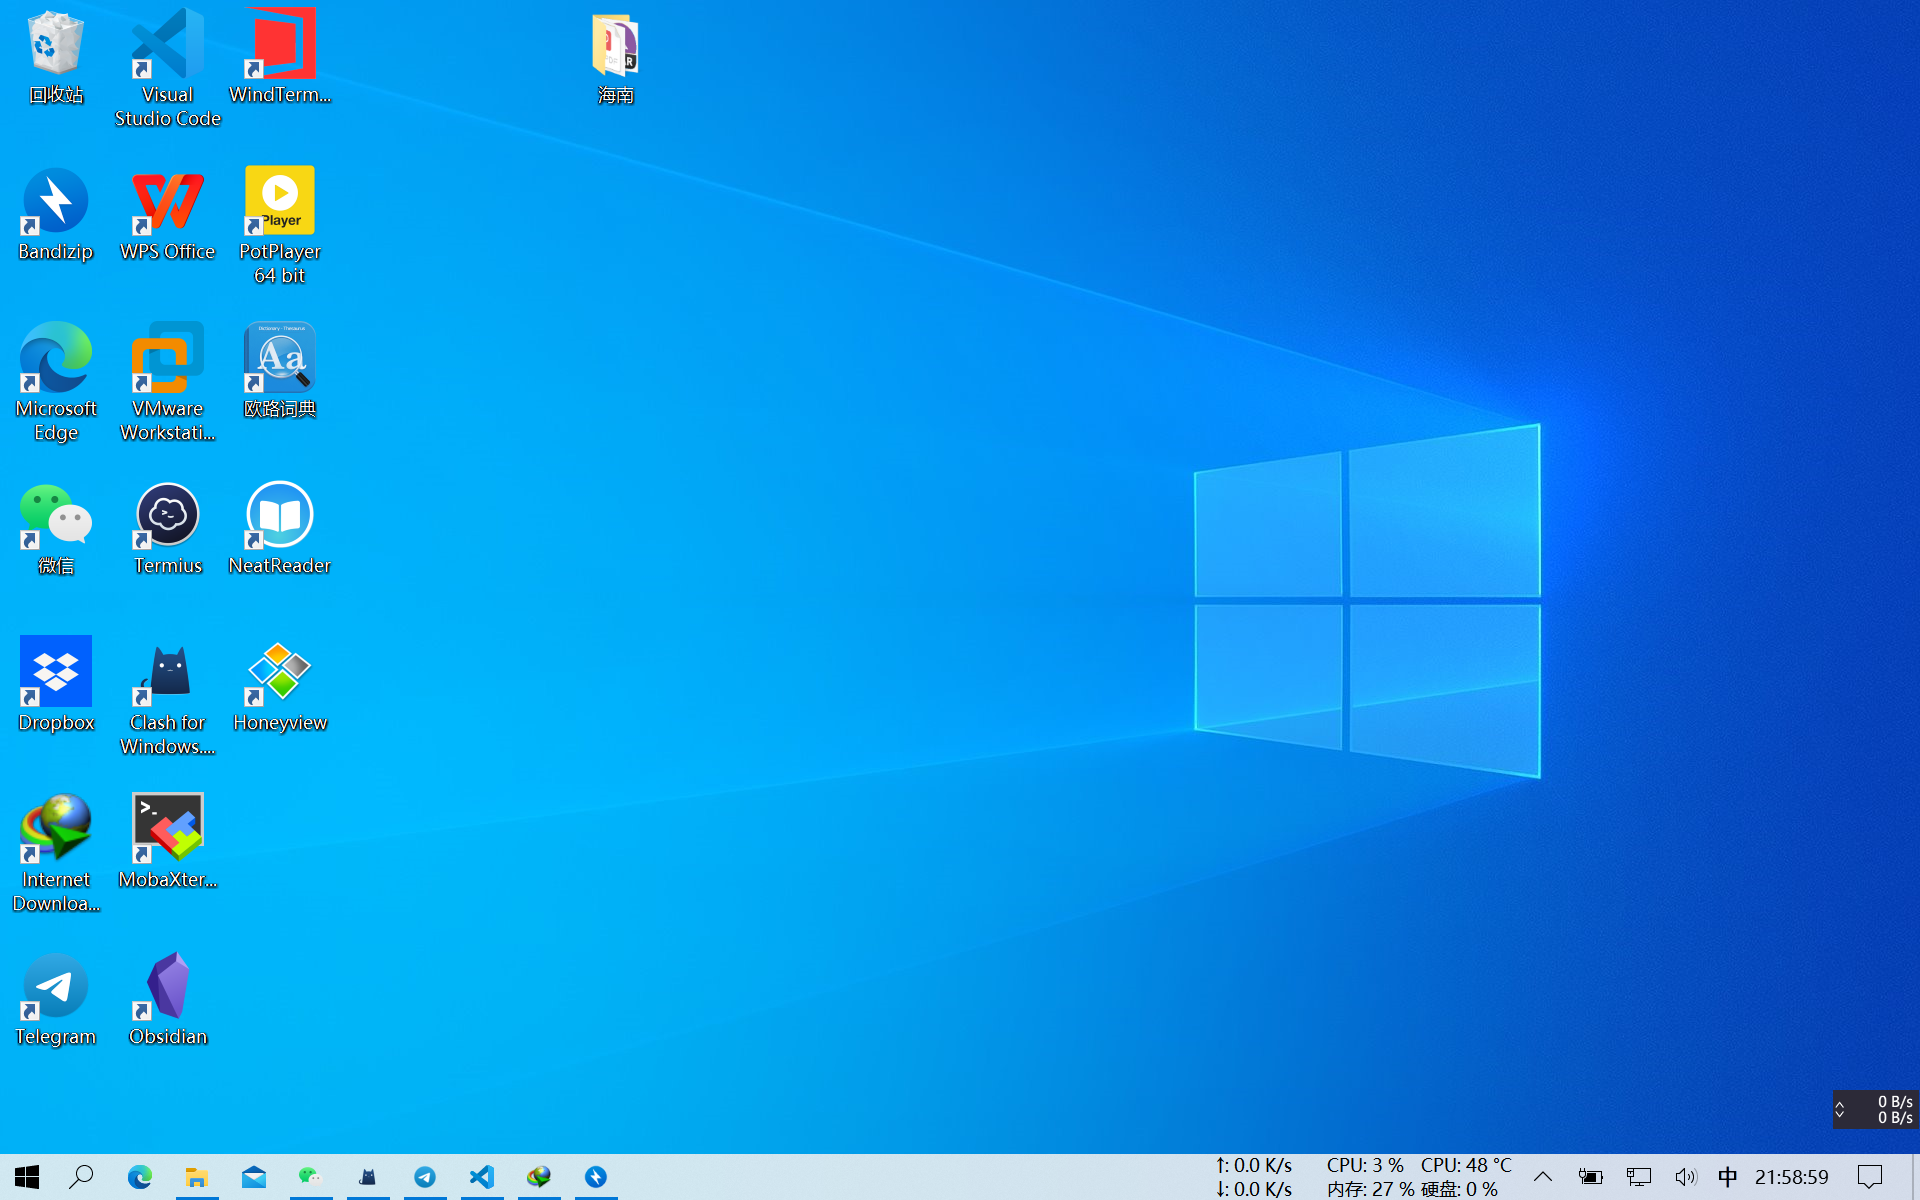 回收站
Visual
Studio Code
WindTerm...
海南
Bandizip
WPS Office
Player
PotPlayer
64 bit
Microsoft
Edge
VMware
Workstati...
Dictionary · Thesaurus
Aa
欧路词典
微信
Termius
NeatReader
Dropbox
Clash for
Windows....
Honeyview
Internet
Downloa...
MobaXter...
Telegram
Obsidian
0 B/s
0 B/s
↑: 0.0 K/s CPU: 3 % CPU: 48 °C
↓: 0.0 K/s 内存: 27 % 硬盘: 0 %
中
21:58:59